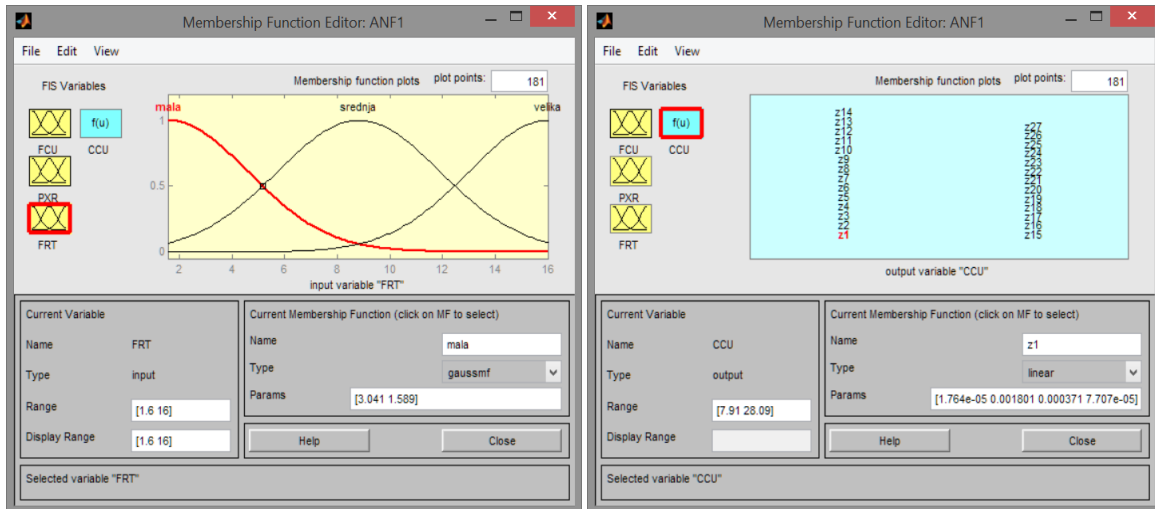 Membership Function Editor: ANF1
File Edit View
FIS Variables
Membership function plots plot points: 181
FCU CCU
f(u)
PXR
FRT
mala srednja velika
1
0.5
0
2 4 6 8 10 12 14 16
input variable "FRT"
Current Variable
Name FRT
Type input
Range [1.6 16]
Display Range [1.6 16]
Current Membership Function (click on MF to select)
Name mala
Type gaussmf
Params [3.041 1.589]
Help Close
Selected variable "FRT"
Membership Function Editor: ANF1
File Edit View
FIS Variables
Membership function plots plot points: 181
f(u)
FCU CCU
PXR
FRT
z14
z13
z12
z11
z10
z9
z8
z7
z6
z5
z4
z3
z2
z1
z27
z26
z25
z24
z23
z22
z21
z20
z19
z18
z17
z16
z15
output variable "CCU"
Current Variable
Name CCU
Type output
Range [7.91 28.09]
Display Range
Current Membership Function (click on MF to select)
Name z1
Type linear
Params [1.764e-05 0.001801 0.000371 7.707e-05]
Help Close
Selected variable "CCU"